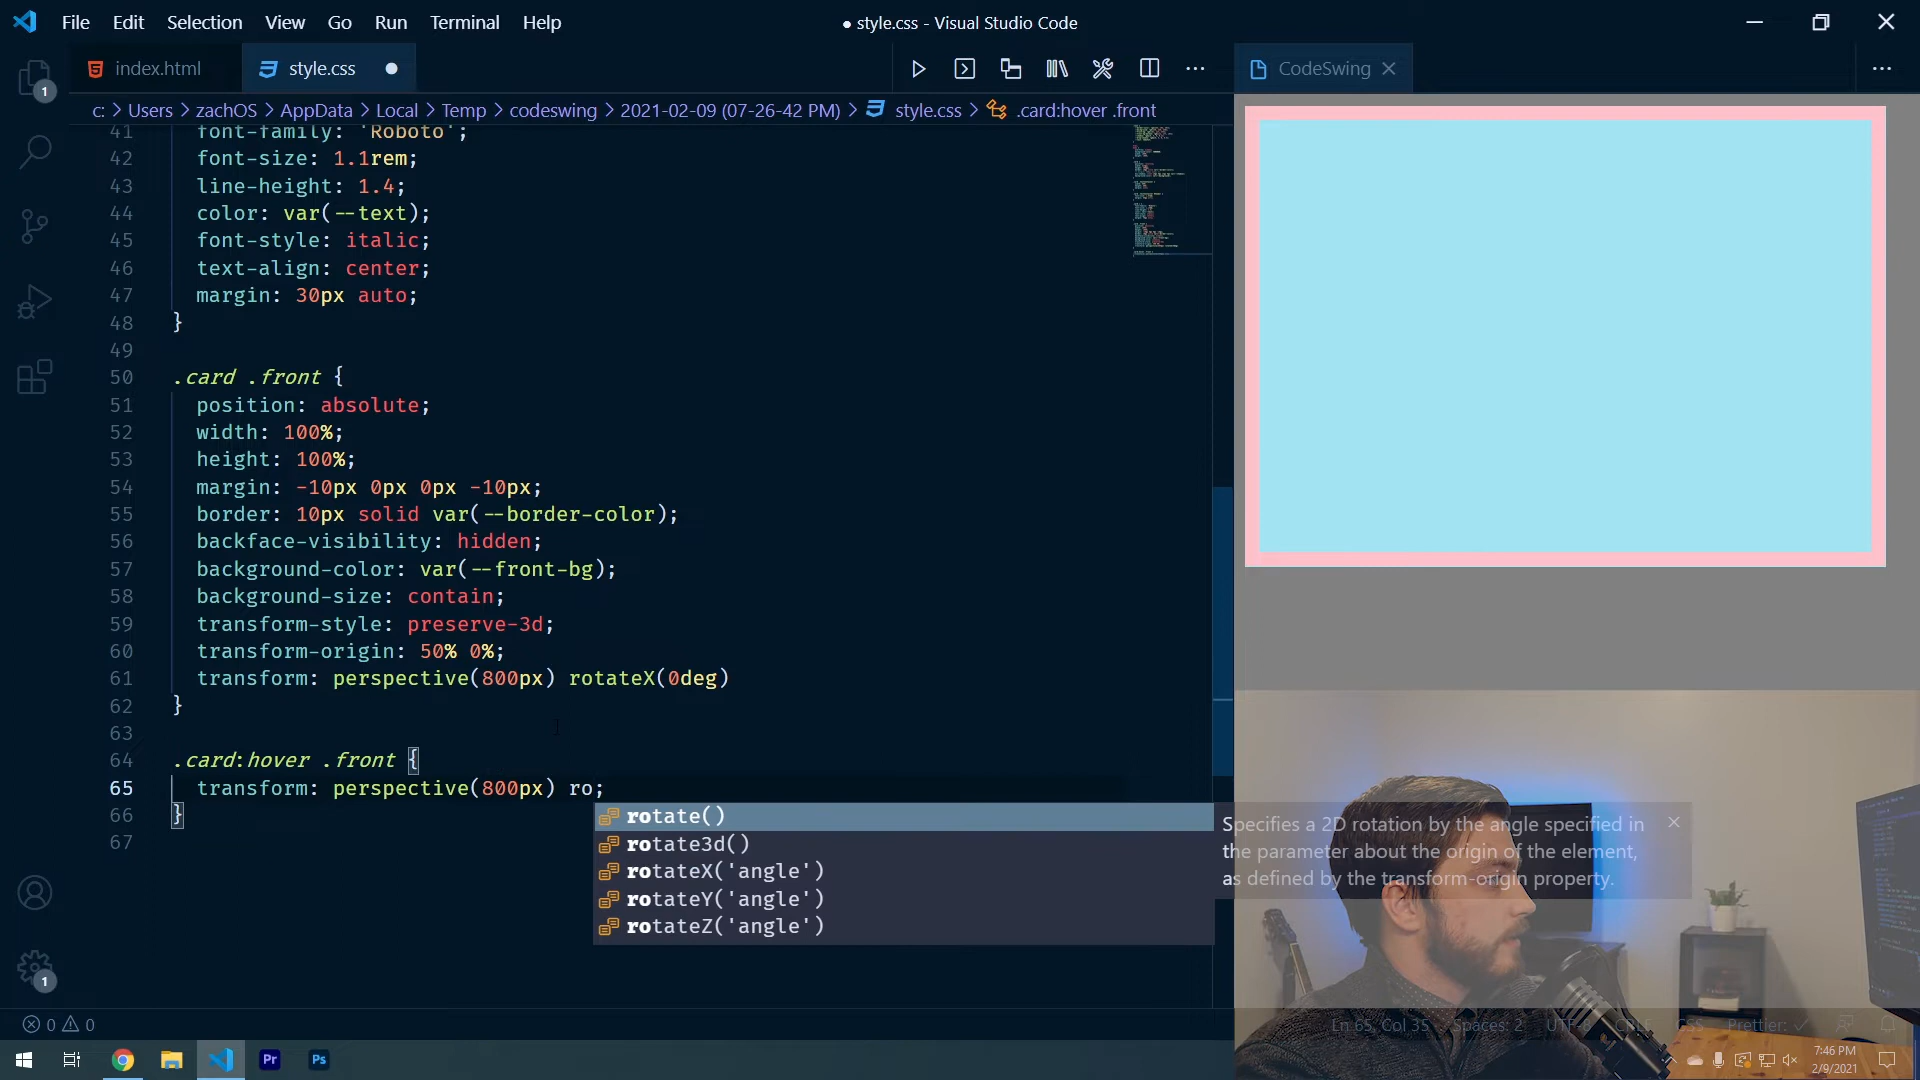 File Edit Selection View Go Run Terminal Help
● style.css - Visual Studio Code
index.html
style.css
CodeSwing
c: > Users > zachOS > AppData > Local > Temp > codeswing > 2021-02-09 (07-26-42 PM) > style.css > .card:hover .front
41 font-family: 'Roboto';
42 font-size: 1.1rem;
43 line-height: 1.4;
44 color: var(--text);
45 font-style: italic;
46 text-align: center;
47 margin: 30px auto;
48 }
49
50 .card .front {
51 position: absolute;
52 width: 100%;
53 height: 100%;
54 margin: -10px 0px 0px -10px;
55 border: 10px solid var(--border-color);
56 backface-visibility: hidden;
57 background-color: var(--front-bg);
58 background-size: contain;
59 transform-style: preserve-3d;
60 transform-origin: 50% 0%;
61 transform: perspective(800px) rotateX(0deg)
62 }
63
64 .card:hover .front {
65 transform: perspective(800px) ro;
66 }
67
rotate()
rotate3d()
rotateX('angle')
rotateY('angle')
rotateZ('angle')
Specifies a 2D rotation by the angle specified in
the parameter about the origin of the element,
as defined by the transform-origin property.
1
1
0 0
Ln 65, Col 35 Spaces: 2 UTF-8 CRLF CSS Prettier: ✓
Pr Ps
7:46 PM
2/9/2021